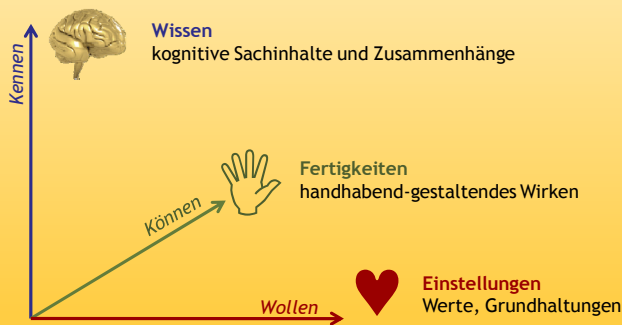 Wissen
kognitive Sachinhalte und Zusammenhänge
Kennen
Fertigkeiten
handhabend-gestaltendes Wirken
Können
Einstellungen
Werte, Grundhaltungen
Wollen